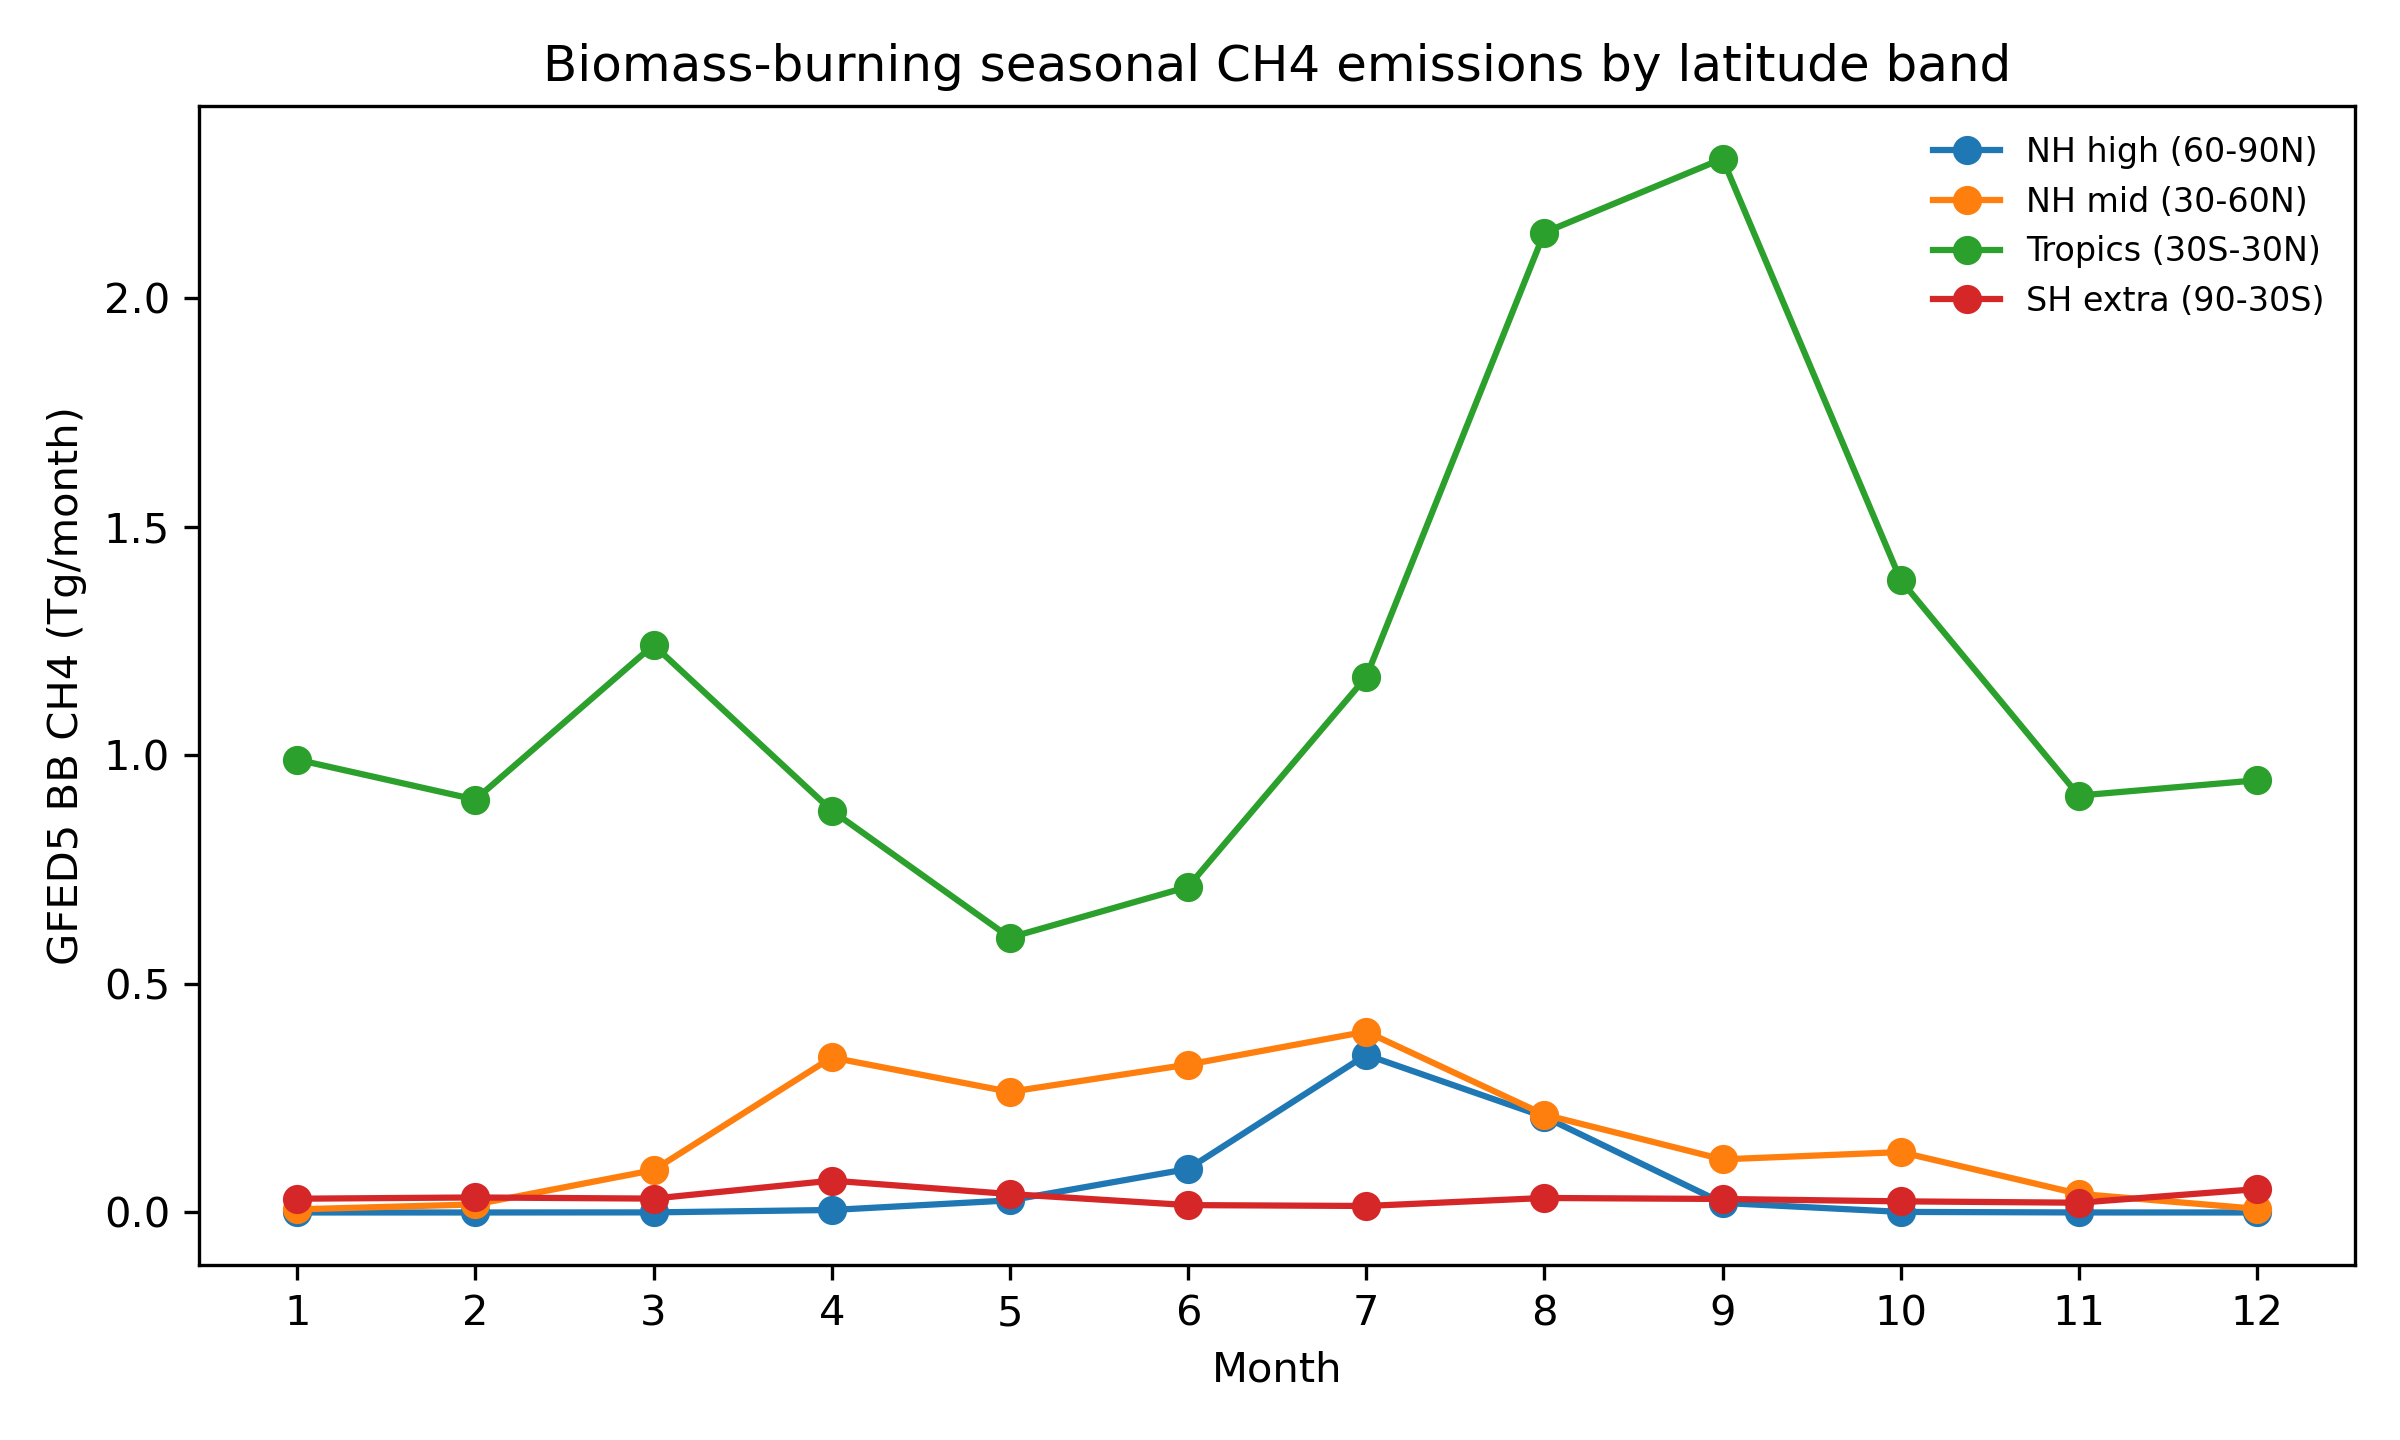 Biomass-burning seasonal CH4 emissions by latitude band
NH high (60-90N)
NH mid (30-60N)
Tropics (30S-30N)
SH extra (90-30S)
GFED5 BB CH4 (Tg/month)
2.0
1.5
1.0
0.5
0.0
1 2 3 4 5 6 7 8 9 10 11 12
Month